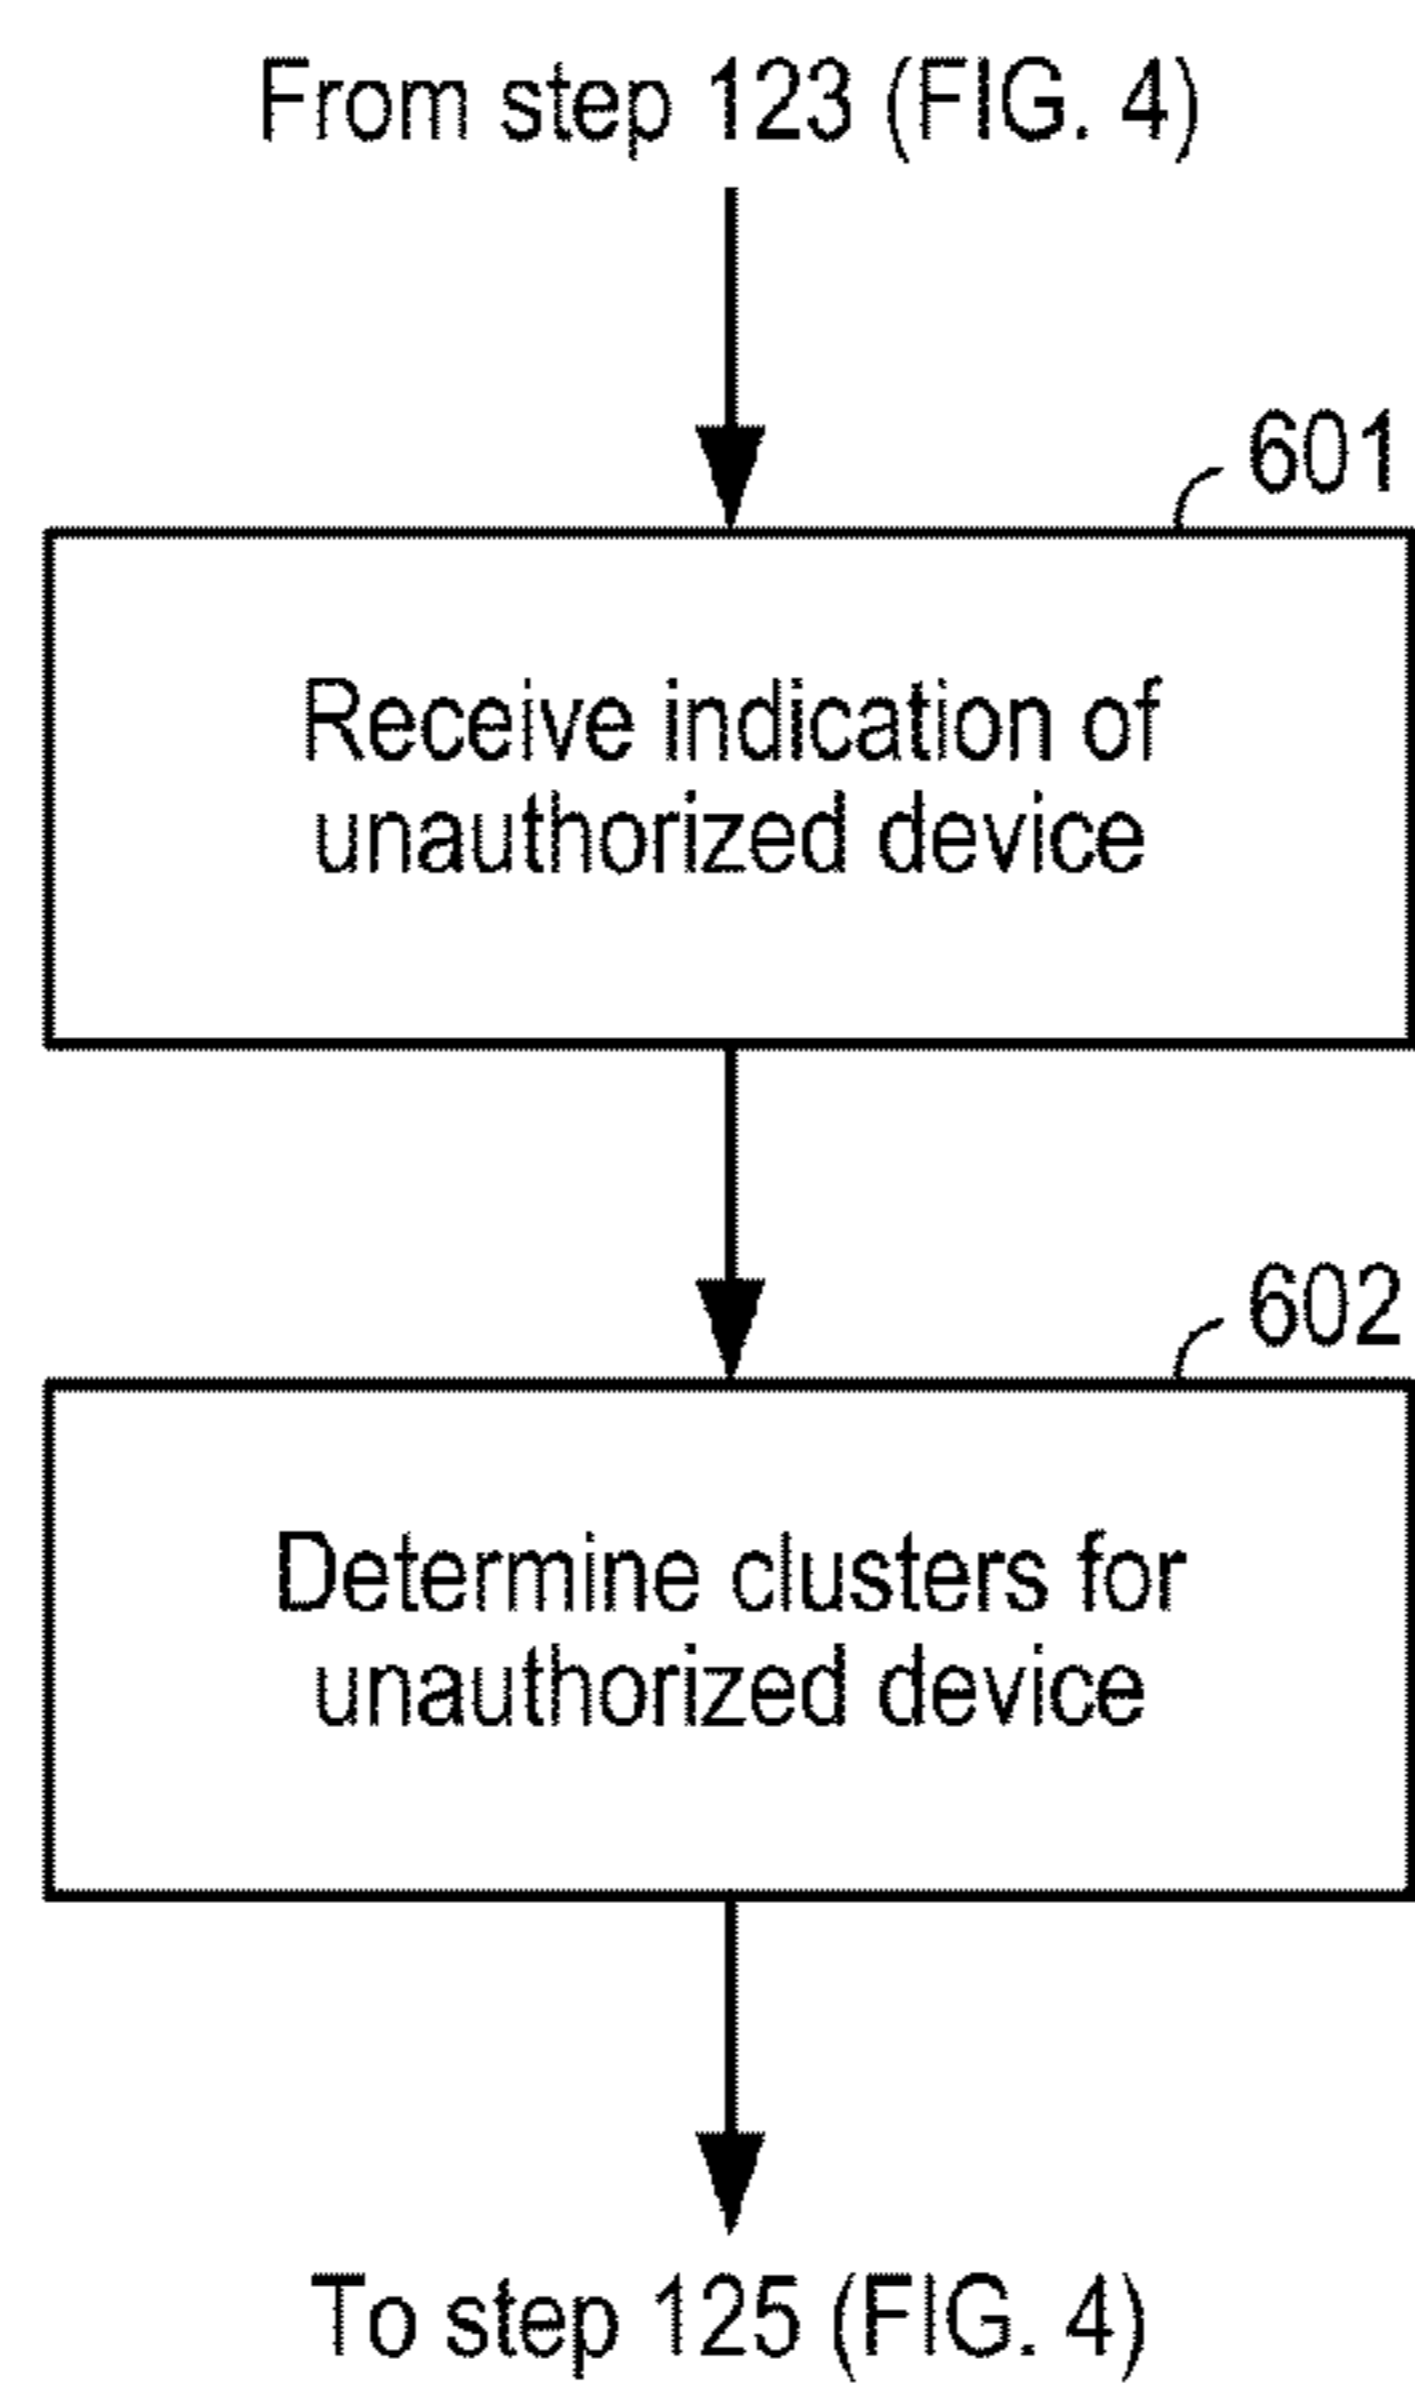 From step 123 (FIG. 4)
601
Receive indication of
unauthorized device
602
Determine clusters for
unauthorized device
To step 125 (FIG. 4)